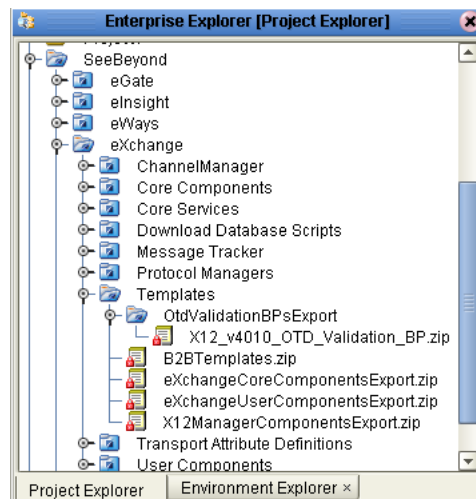 Enterprise Explorer [Project Explorer]
SeeBeyond
eGate
eInsight
eWays
eXchange
ChannelManager
Core Components
Core Services
Download Database Scripts
Message Tracker
Protocol Managers
Templates
OtdValidationBPsExport
X12_v4010_OTD_Validation_BP.zip
B2BTemplates.zip
eXchangeCoreComponentsExport.zip
eXchangeUserComponentsExport.zip
X12ManagerComponentsExport.zip
Transport Attribute Definitions
User Components
Project Explorer Environment Explorer ×